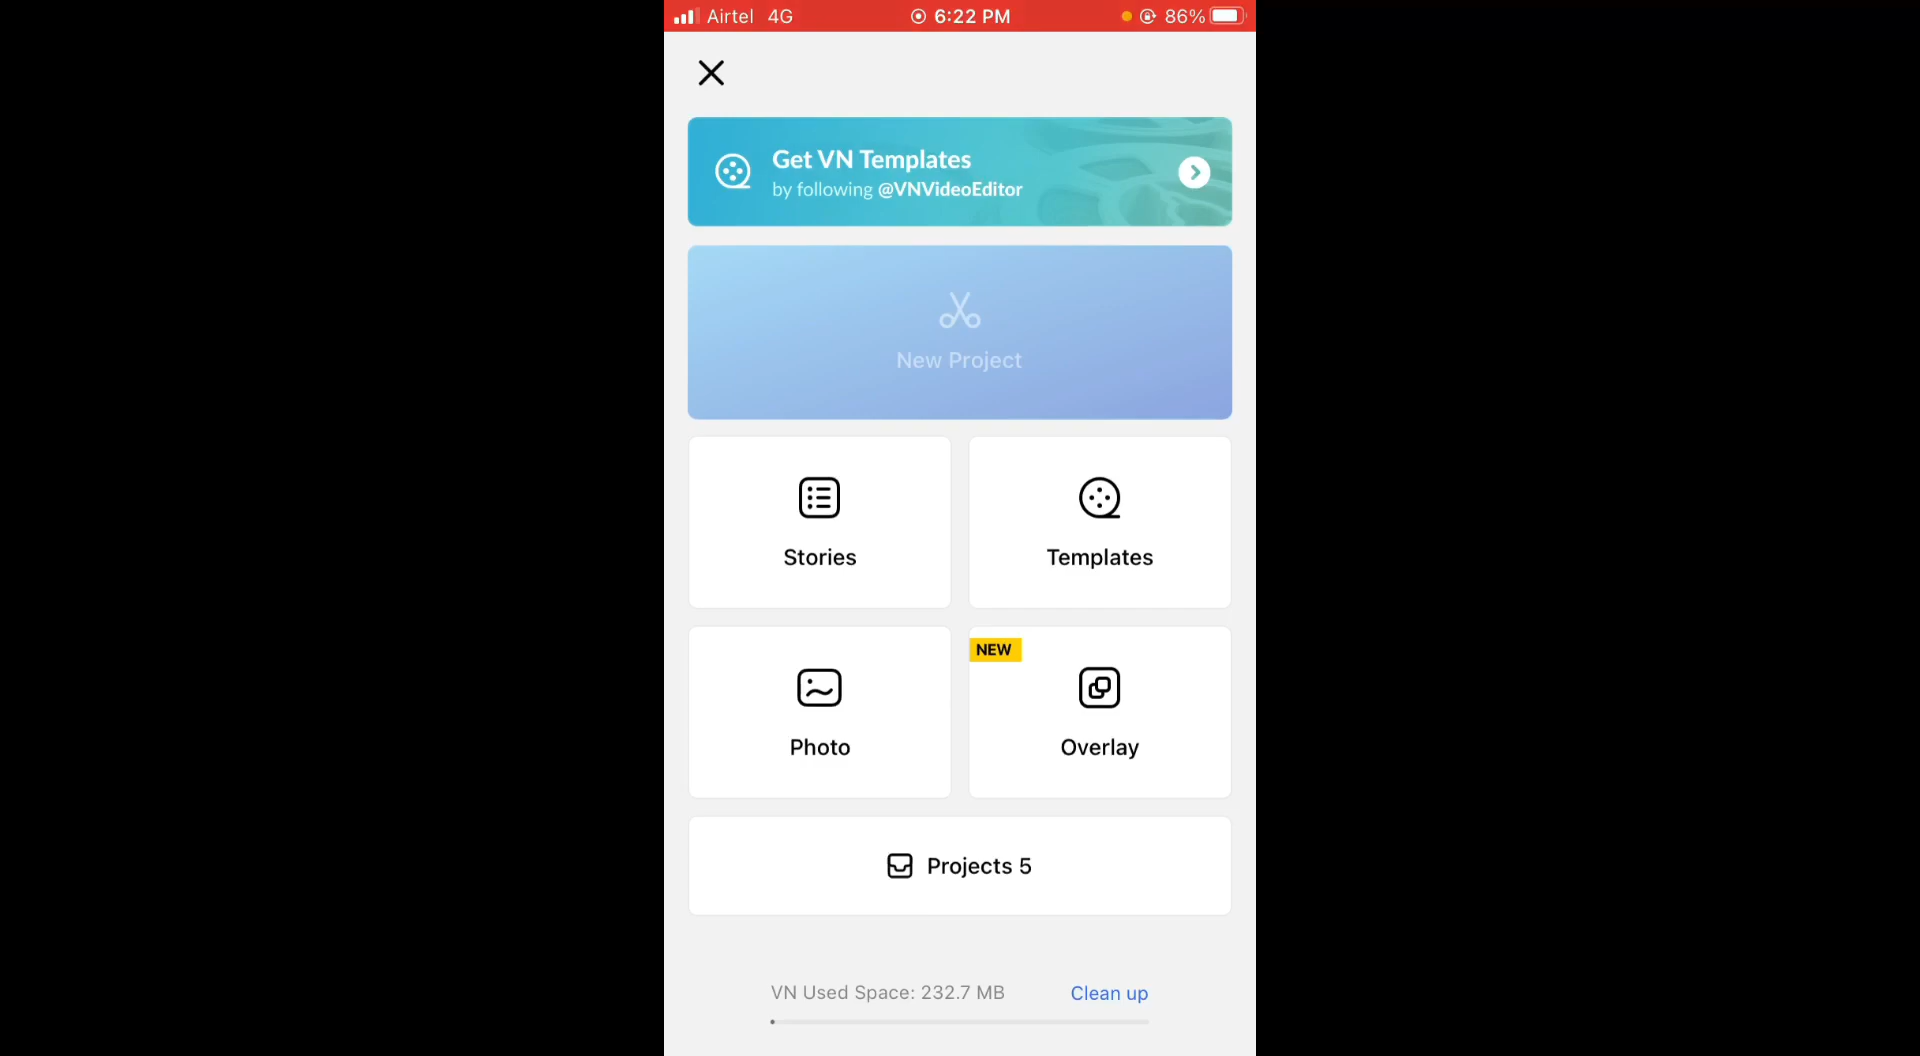 Airtel 4G 6:22 PM 86%
Get VN Templates
by following @VNVideoEditor
New Project
Stories
Templates
NEW
Photo
Overlay
Projects 5
VN Used Space: 232.7 MB
Clean up